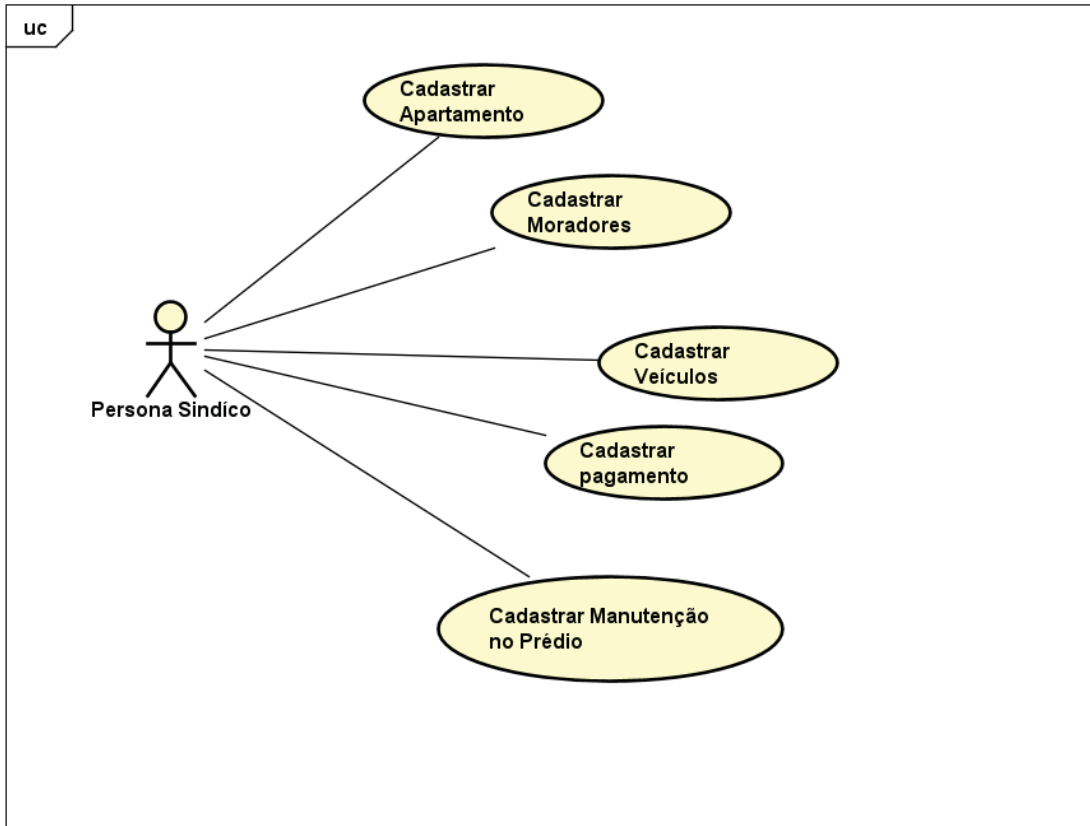 uc
Cadastrar
Apartamento
Cadastrar
Moradores
Cadastrar
Veículos
Persona Sindíco
Cadastrar
pagamento
Cadastrar Manutenção
no Prédio